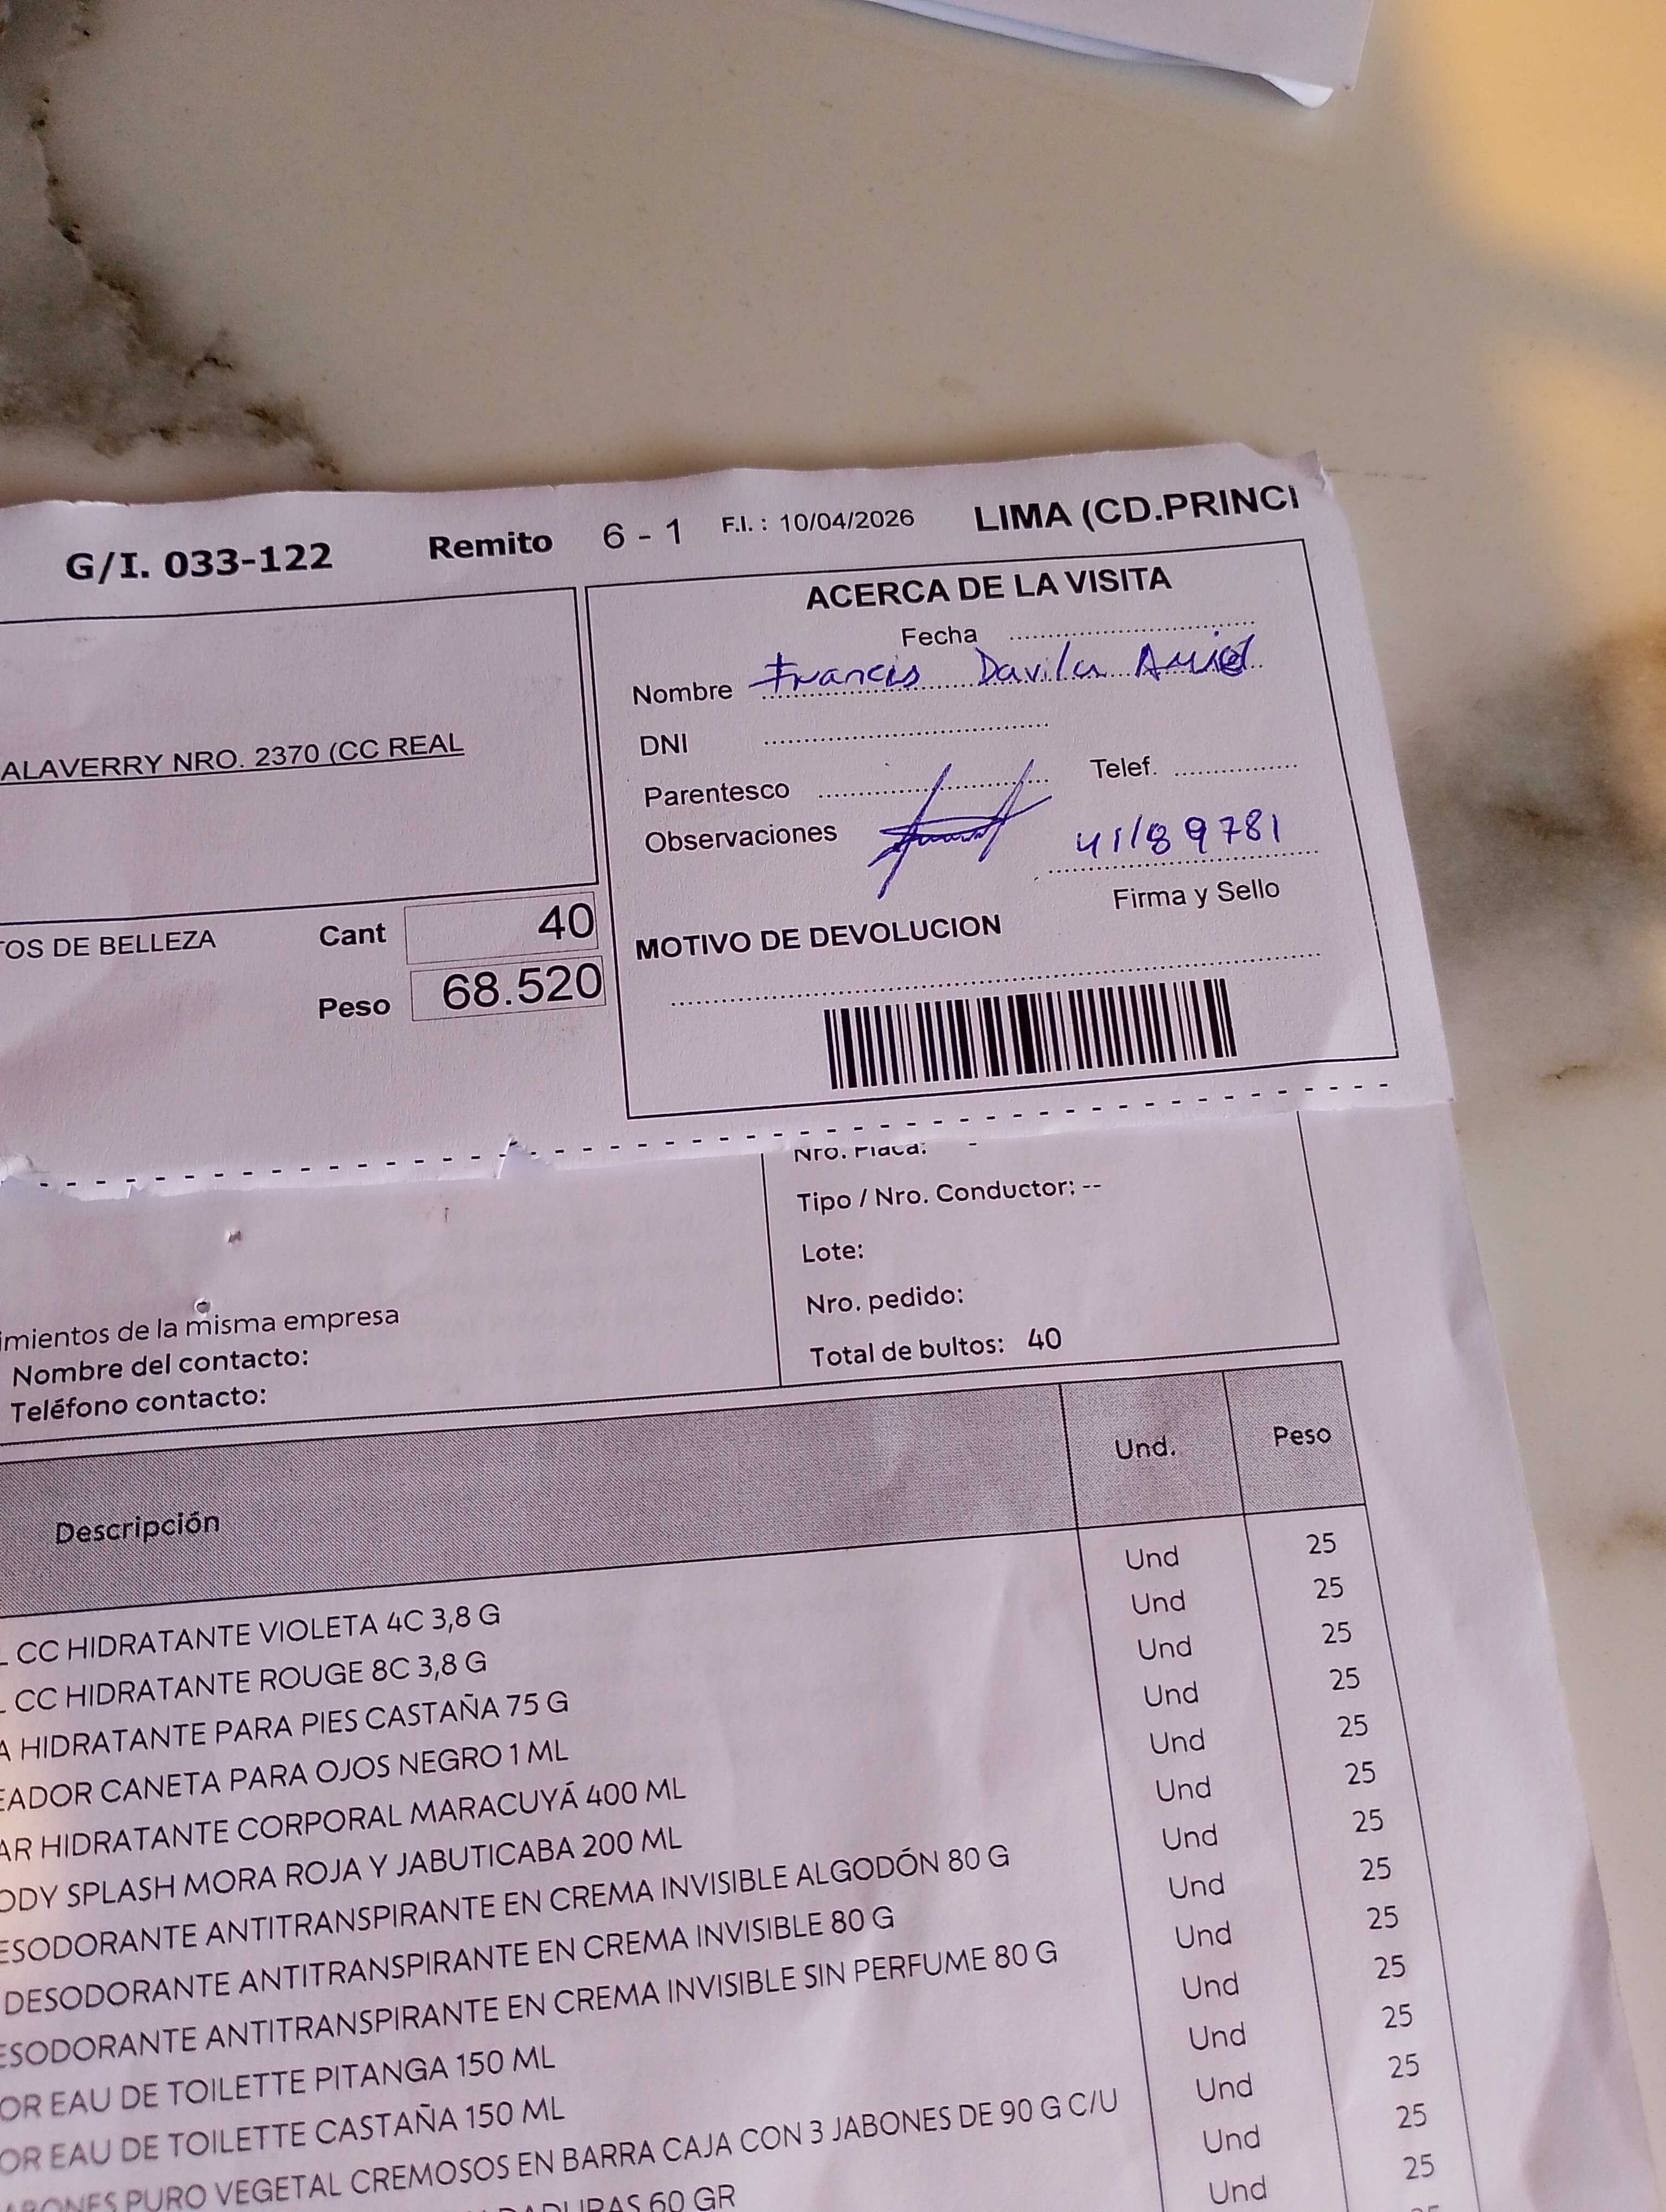 G/I. 033-122 Remito 6 - 1 F.I. : 10/04/2026 LIMA (CD.PRINCI
ALAVERRY NRO. 2370 (CC REAL
TOS DE BELLEZA Cant 40
Peso 68.520
ACERCA DE LA VISITA
Fecha
Nombre Francis Davila
DNI
Parentesco Telef.
Observaciones
Firma y Sello
MOTIVO DE DEVOLUCION
imientos de la misma empresa
Nombre del contacto:
Teléfono contacto:
Nro. Placa: -
Tipo / Nro. Conductor: --
Lote:
Nro. pedido:
Total de bultos: 40
Descripción Und. Peso
CC HIDRATANTE VIOLETA 4C 3,8 G Und 25
CC HIDRATANTE ROUGE 8C 3,8 G Und 25
A HIDRATANTE PARA PIES CASTAÑA 75 G Und 25
EADOR CANETA PARA OJOS NEGRO 1 ML Und 25
AR HIDRATANTE CORPORAL MARACUYÁ 400 ML Und 25
ODY SPLASH MORA ROJA Y JABUTICABA 200 ML Und 25
ESODORANTE ANTITRANSPIRANTE EN CREMA INVISIBLE ALGODÓN 80 G Und 25
DESODORANTE ANTITRANSPIRANTE EN CREMA INVISIBLE 80 G Und 25
ESODORANTE ANTITRANSPIRANTE EN CREMA INVISIBLE SIN PERFUME 80 G Und 25
OR EAU DE TOILETTE PITANGA 150 ML Und 25
OR EAU DE TOILETTE CASTAÑA 150 ML Und 25
PURO VEGETAL CREMOSOS EN BARRA CAJA CON 3 JABONES DE 90 G C/U Und 25
60 GR Und 25
Und 25